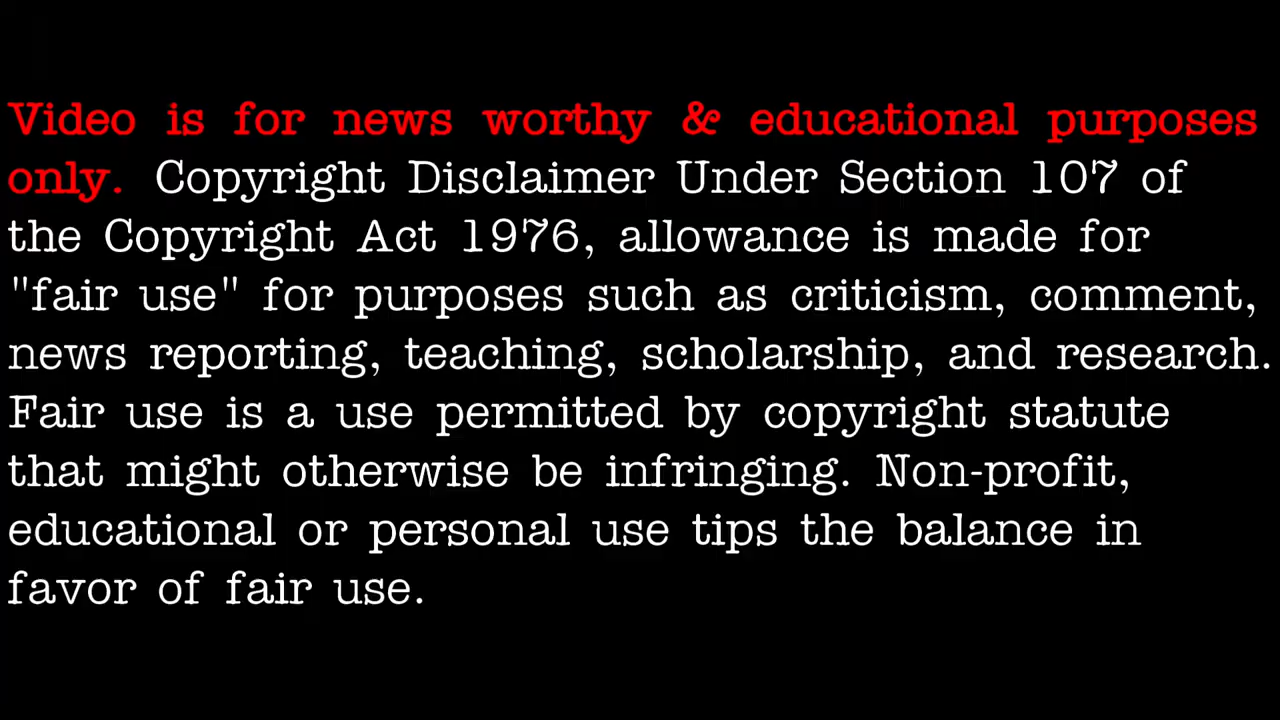 Video is for news worthy & educational purposes
only. Copyright Disclaimer Under Section 107 of
the Copyright Act 1976, allowance is made for
"fair use" for purposes such as criticism, comment,
news reporting, teaching, scholarship, and research.
Fair use is a use permitted by copyright statute
that might otherwise be infringing. Non-profit,
educational or personal use tips the balance in
favor of fair use.